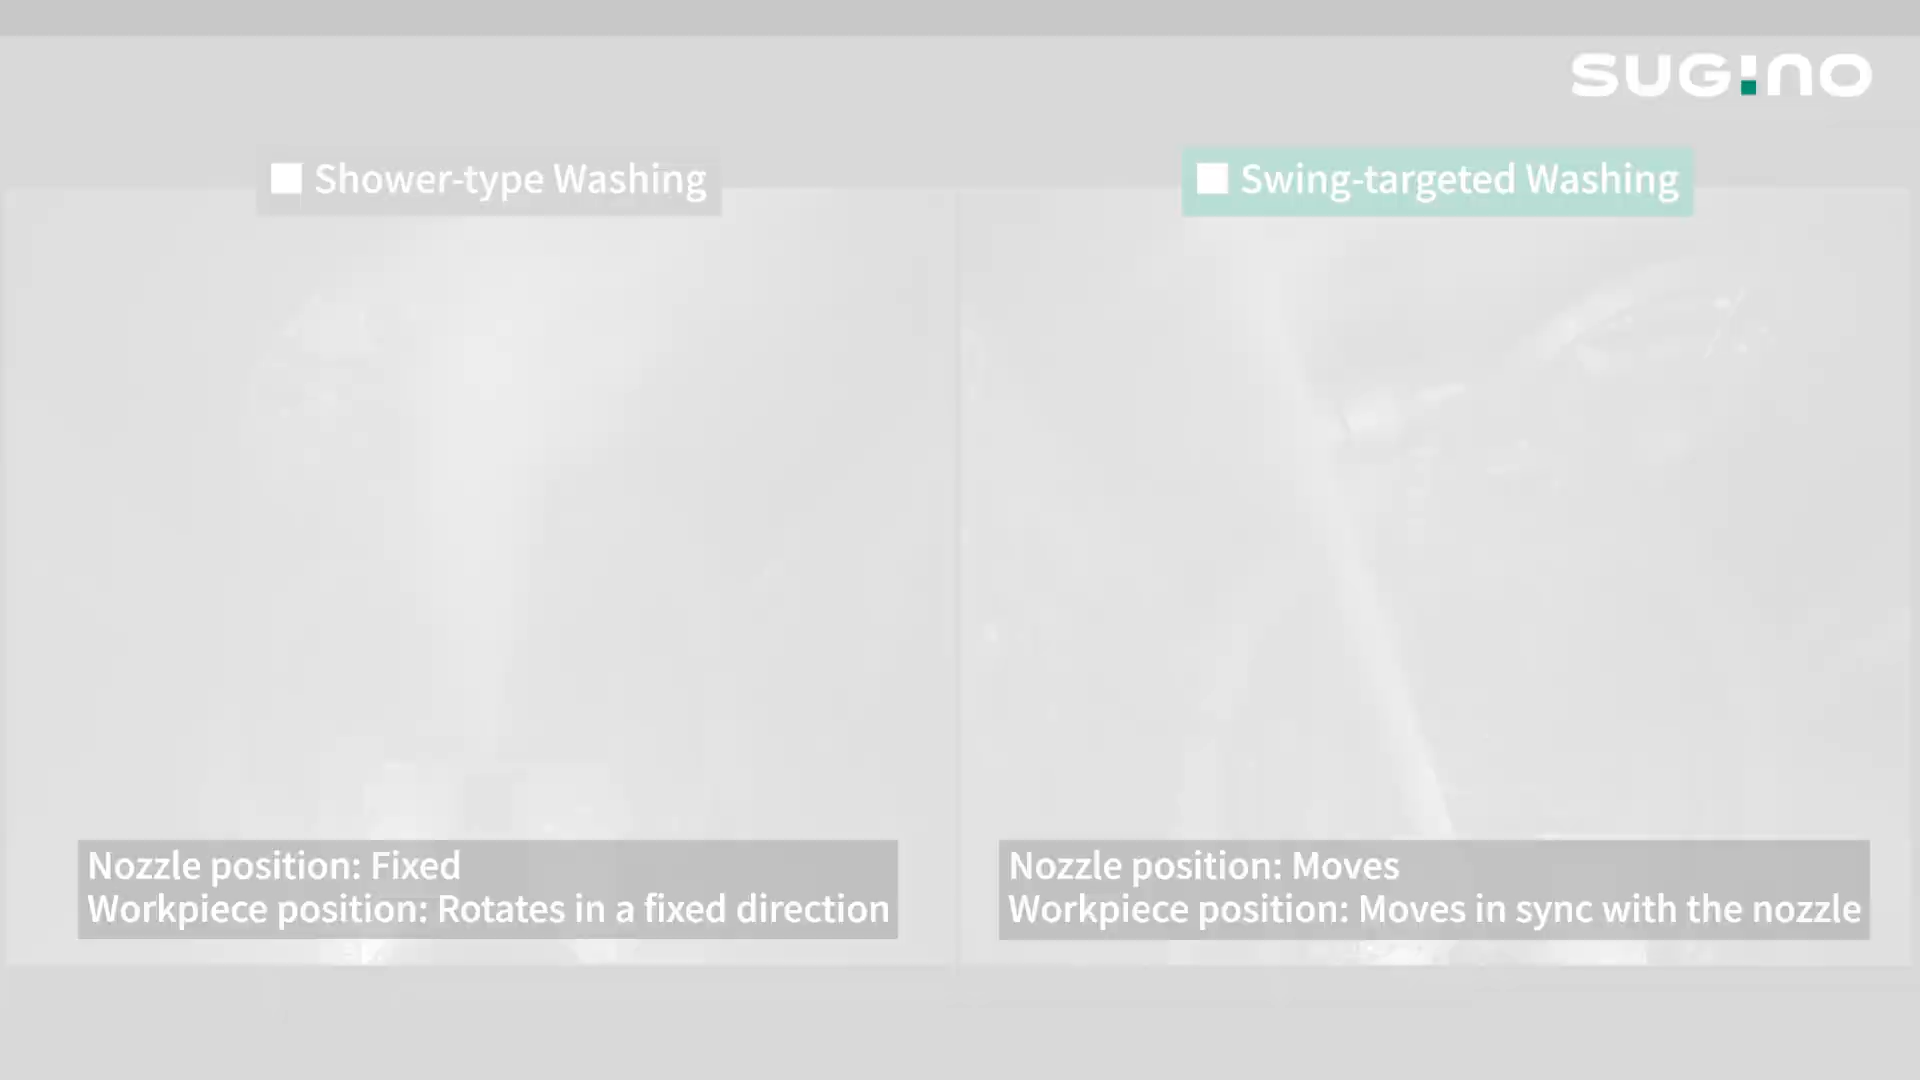 SUGINO
■ Shower-type Washing
■ Swing-targeted Washing
Nozzle position: Fixed
Workpiece position: Rotates in a fixed direction
Nozzle position: Moves
Workpiece position: Moves in sync with the nozzle